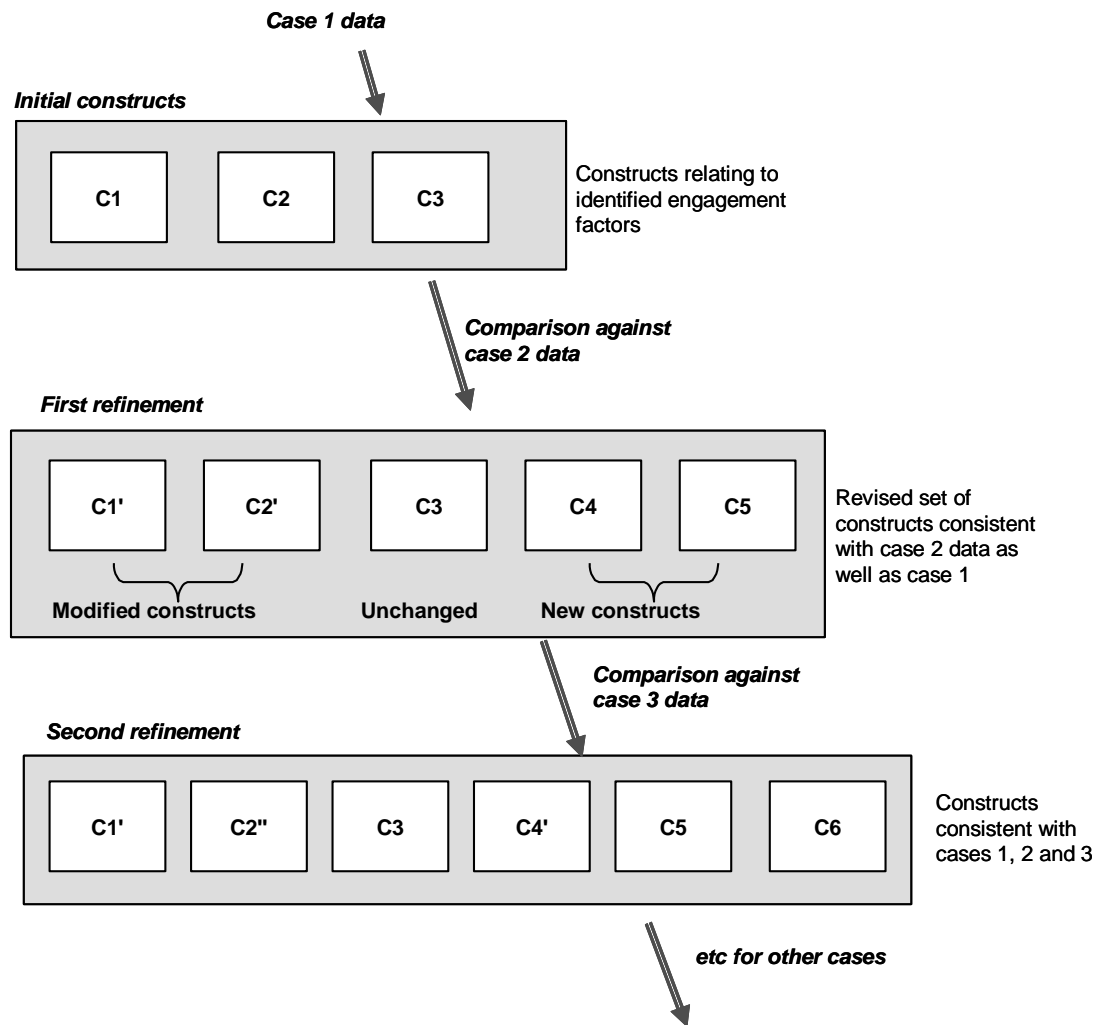 Case 1 data
Initial constructs
C1
C2
C3
Constructs relating to
identified engagement
factors
Comparison against
case 2 data
First refinement
C1'
C2'
C3
C4
C5
Modified constructs
Unchanged
New constructs
Revised set of
constructs consistent
with case 2 data as
well as case 1
Comparison against
case 3 data
Second refinement
C1'
C2"
C3
C4'
C5
C6
Constructs
consistent with
cases 1, 2 and 3
etc for other cases